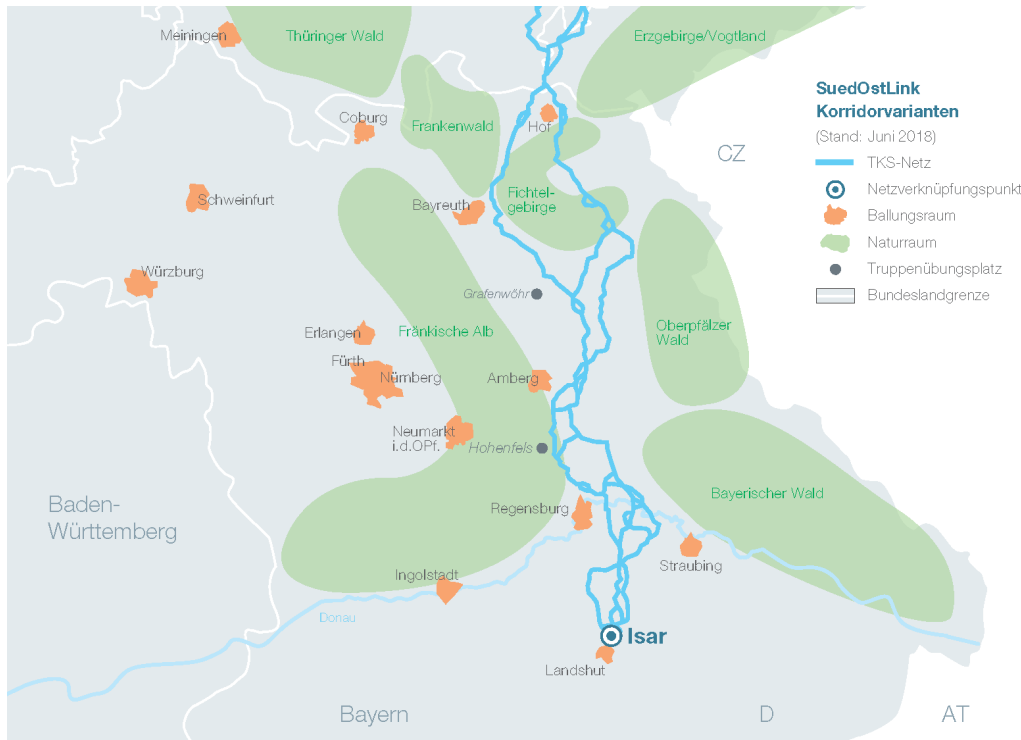 Meiningen
Thüringer Wald
Erzgebirge/Vogtland
SuedOstLink
Korridorvarianten
(Stand: Juni 2018)
TKS-Netz
Netzverknüpfungspunkt
Ballungsraum
Naturraum
Truppenübungsplatz
Bundeslandgrenze
Coburg
Frankenwald
Hof
CZ
Schweinfurt
Bayreuth
Fichtel-
gebirge
Würzburg
Grafenwöhr
Erlangen
Fränkische Alb
Oberpfälzer
Wald
Fürth
Nürnberg
Amberg
Neumarkt
i.d.OPf.
Hohenfels
Baden-
Württemberg
Regensburg
Bayerischer Wald
Straubing
Ingolstadt
Donau
Isar
Landshut
Bayern
D
AT